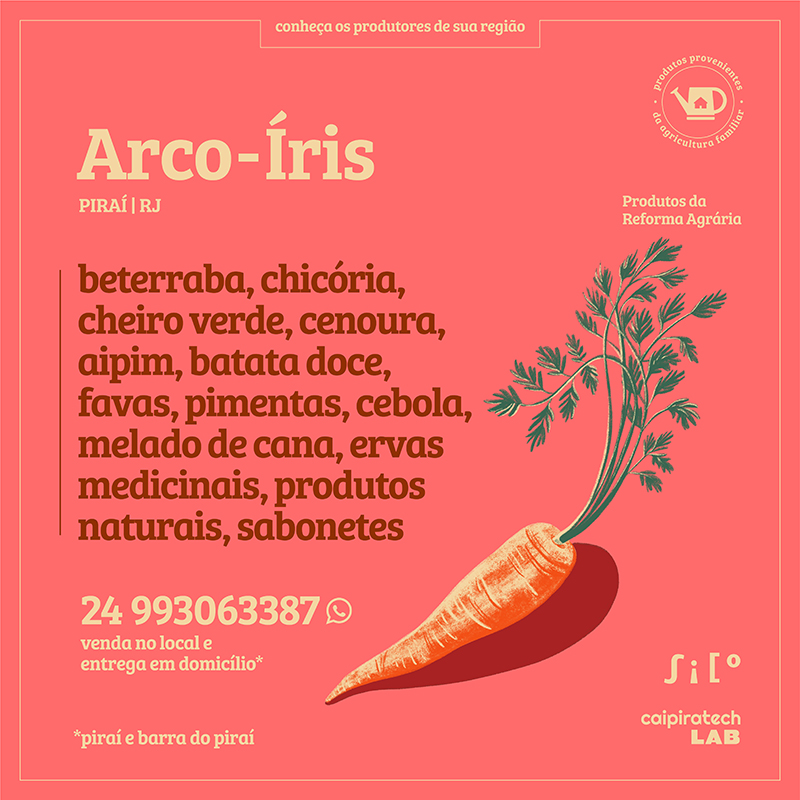 conheça os produtores de sua região
produtos provenientes
da agricultura familiar
Arco-Íris
PIRAÍ | RJ
Produtos da
Reforma Agrária
beterraba, chicória,
cheiro verde, cenoura,
aipim, batata doce,
favas, pimentas, cebola,
melado de cana, ervas
medicinais, produtos
naturais, sabonetes
24 993063387
venda no local e
entrega em domicílio*
*piraí e barra do piraí
Silo
caipiratech
LAB